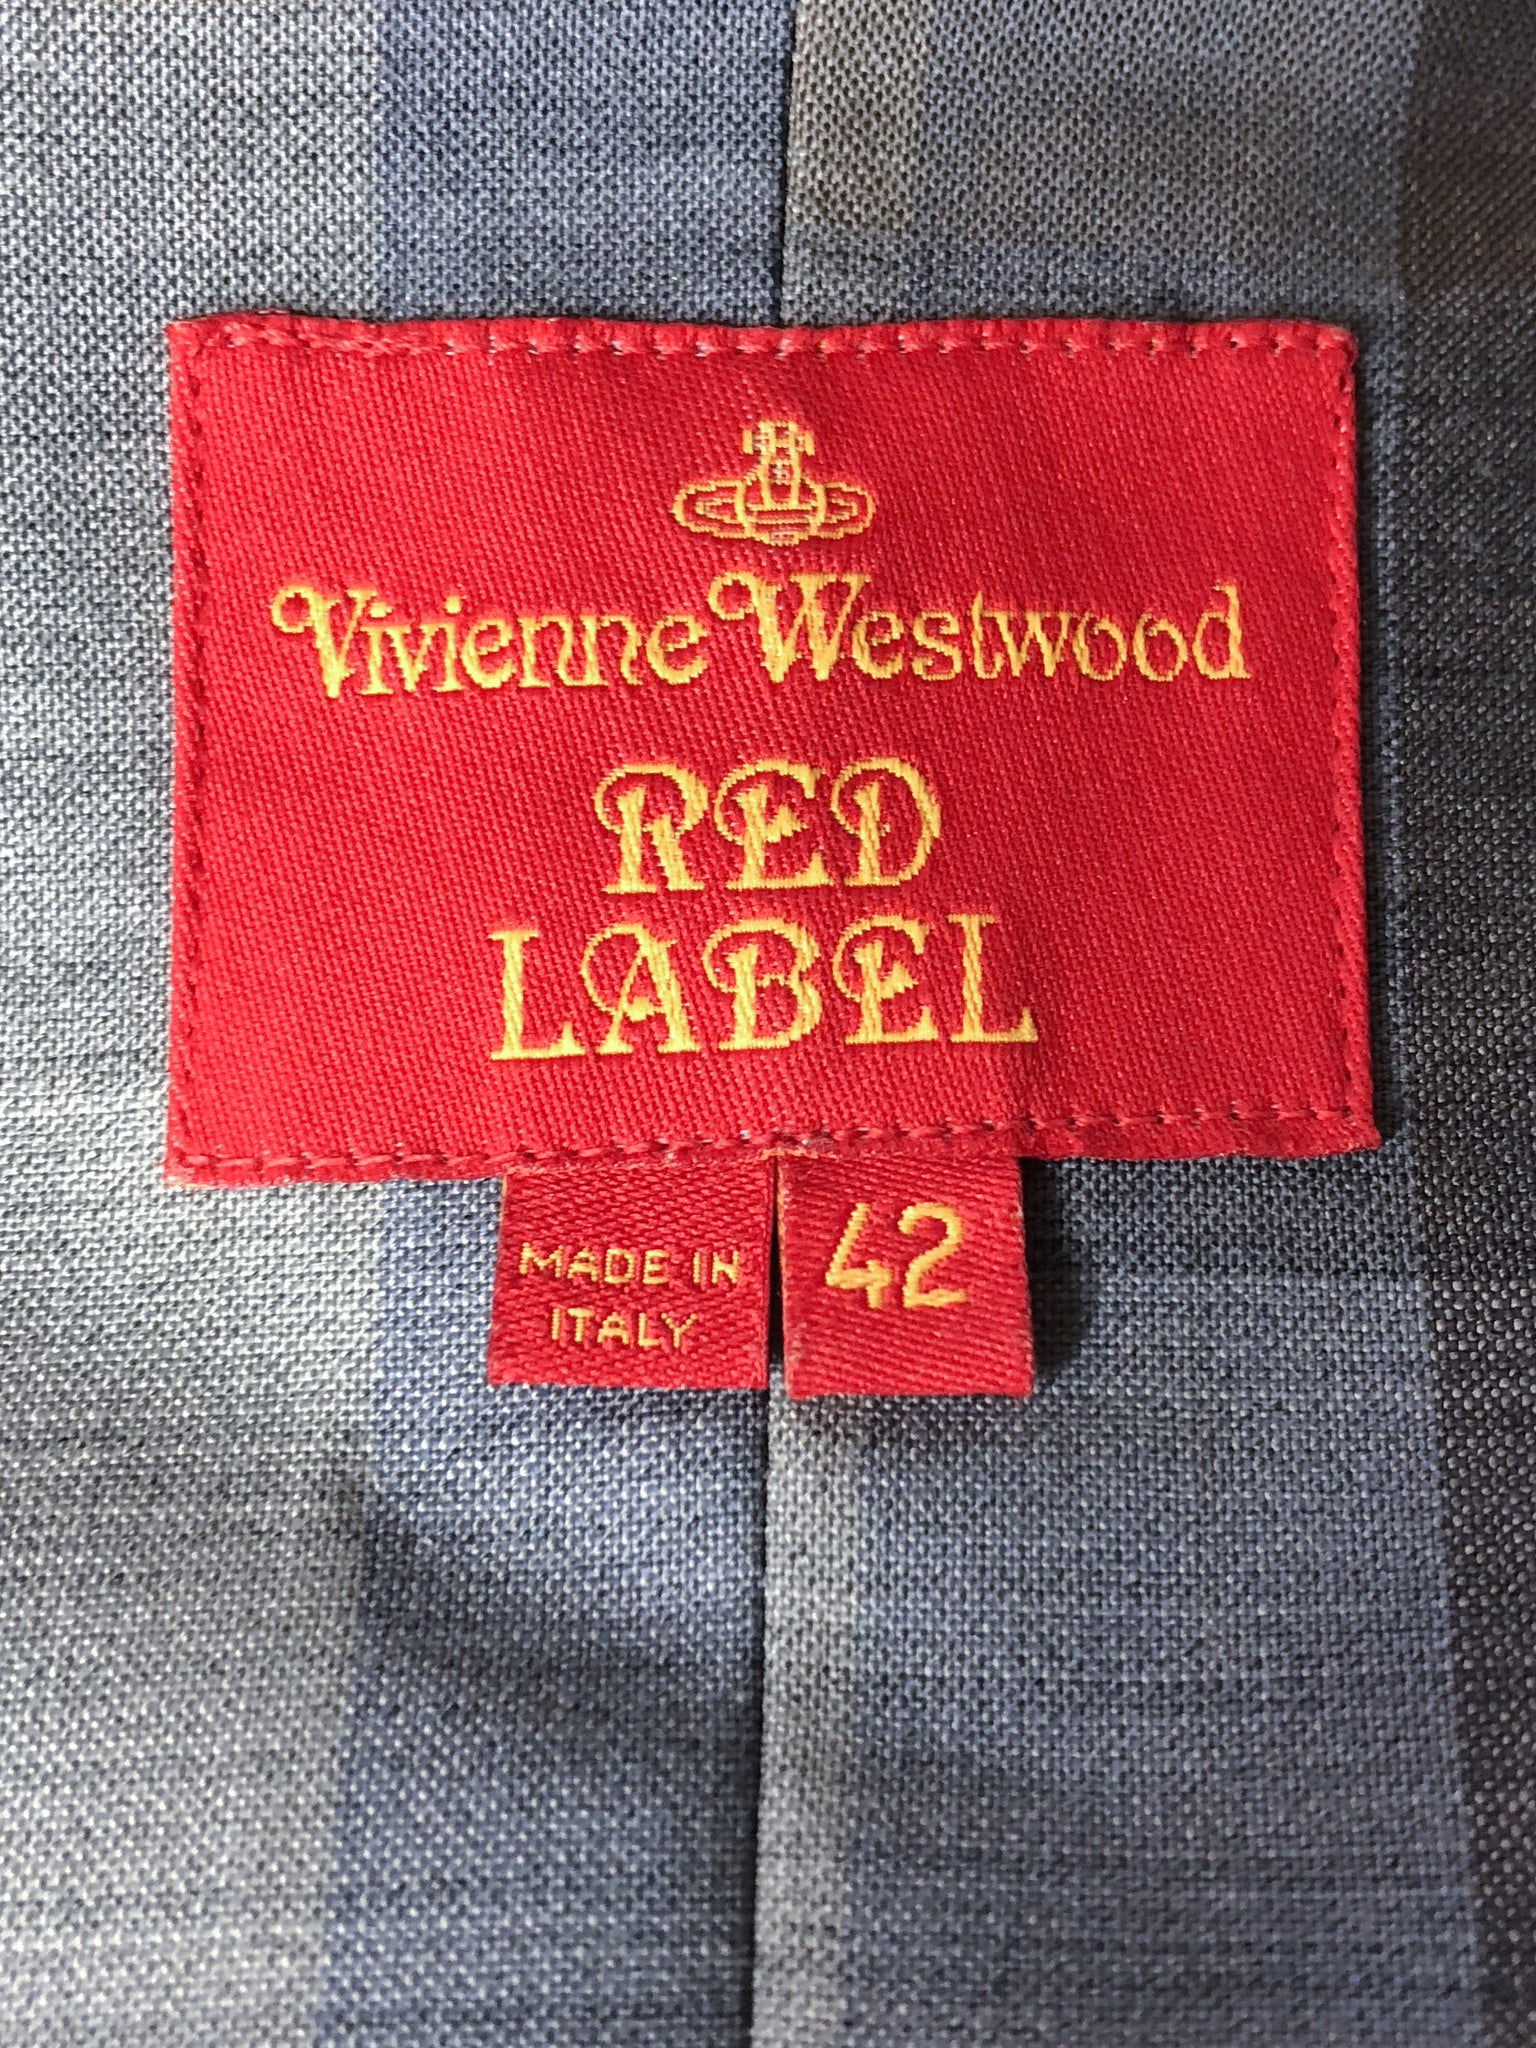 Vivienne Westwood
RED
LABEL
MADE IN
ITALY
42